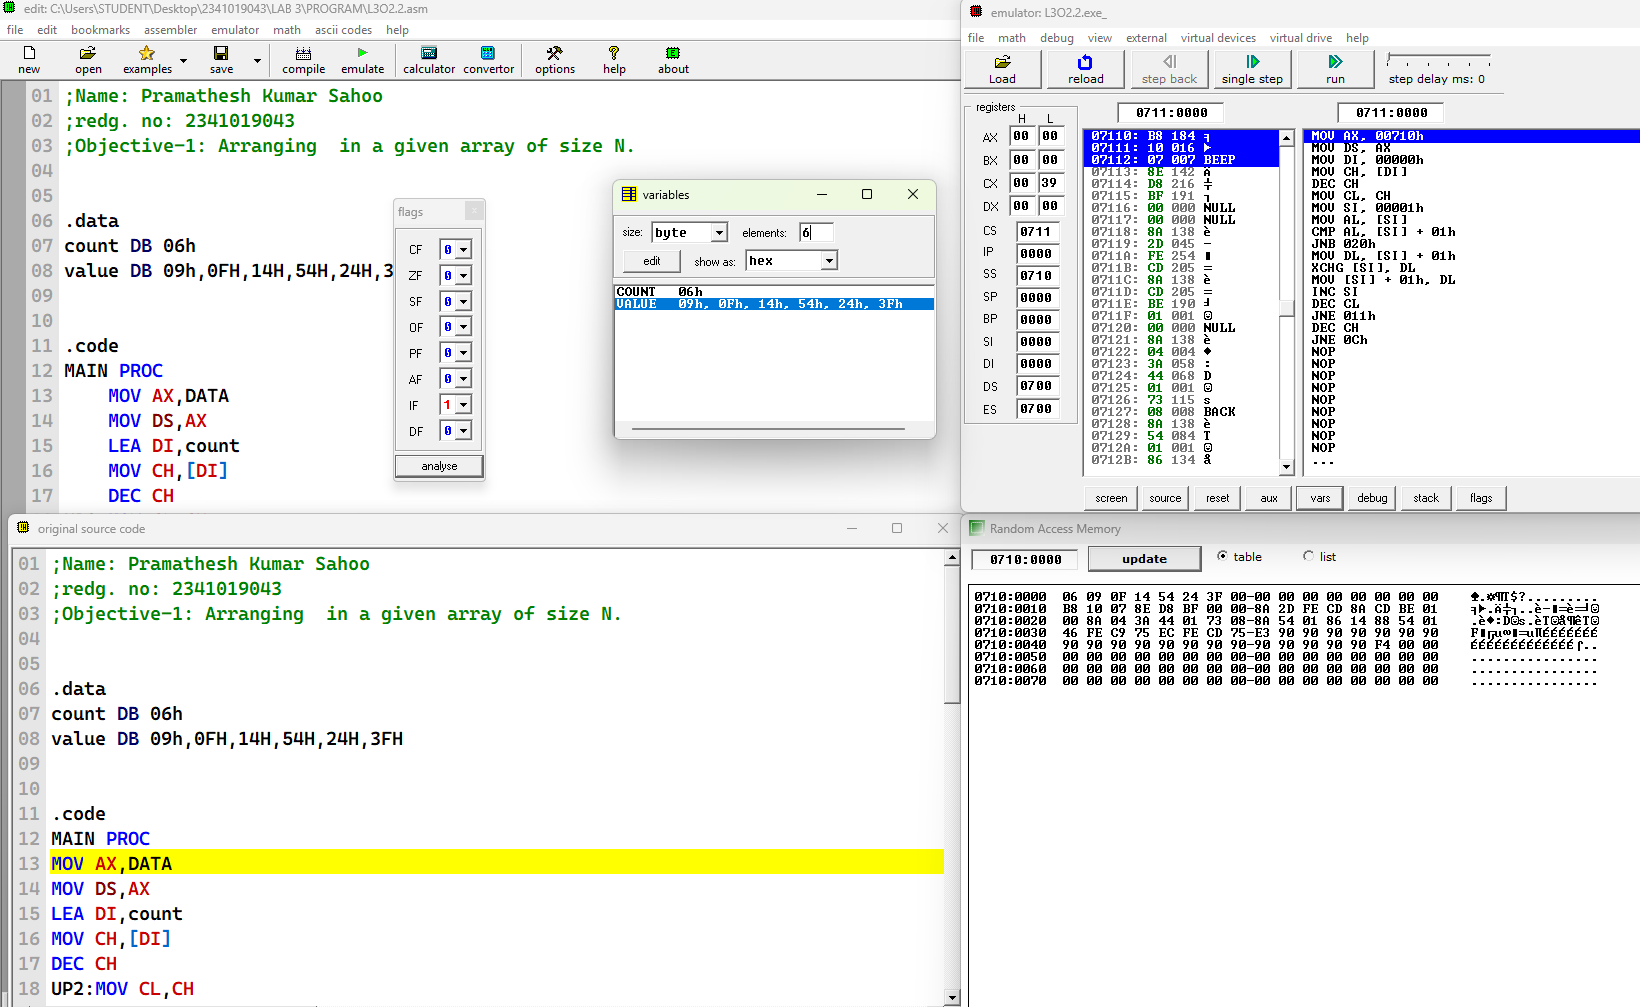 edit: C:\Users\STUDENT\Desktop\2341019043\LAB 3\PROGRAM\L3O2.2.asm
file edit bookmarks assembler emulator math ascii codes help
new open examples save compile emulate calculator convertor options help about
01 ;Name: Pramathesh Kumar Sahoo
02 ;redg. no: 2341019043
03 ;Objective-1: Arranging  in a given array of size N.
04
05
06 .data
07 count DB 06h
08 value DB 09h,0FH,14H,54H,24H,3
09
10
11 .code
12 MAIN PROC
13 MOV AX,DATA
14 MOV DS,AX
15 LEA DI,count
16 MOV CH,[DI]
17 DEC CH
flags
CF 0
ZF 0
SF 0
OF 0
PF 0
AF 0
IF 1
DF 0
analyse
variables
size: byte elements: 6
edit show as: hex
COUNT 06h
VALUE 09h, 0Fh, 14h, 54h, 24h, 3Fh
emulator: L3O2.2.exe_
file math debug view external virtual devices virtual drive help
Load reload step back single step run step delay ms: 0
registers
H L
AX 00 00
BX 00 00
CX 00 39
DX 00 00
CS 0711
IP 0000
SS 0710
SP 0000
BP 0000
SI 0000
DI 0000
DS 0700
ES 0700
0711:0000 0711:0000
07110: B8 184 ╕
07111: 10 016 ►
07112: 07 007 BEEP
07113: 8E 142 Ä
07114: D8 216 ╪
07115: BF 191 ┐
07116: 00 000 NULL
07117: 00 000 NULL
07118: 8A 138 è
07119: 2D 045 -
0711A: FE 254 ■
0711B: CD 205 =
0711C: 8A 138 è
0711D: CD 205 =
0711E: BE 190 ╛
0711F: 01 001 ☺
07120: 00 000 NULL
07121: 8A 138 è
07122: 04 004 ♦
07123: 3A 058 :
07124: 44 068 D
07125: 01 001 ☺
07126: 73 115 s
07127: 08 008 BACK
07128: 8A 138 è
07129: 54 084 T
0712A: 01 001 ☺
0712B: 86 134 å
MOV AX, 00710h
MOV DS, AX
MOV DI, 00000h
MOV CH, [DI]
DEC CH
MOV CL, CH
MOV SI, 00001h
MOV AL, [SI]
CMP AL, [SI] + 01h
JNB 020h
MOV DL, [SI] + 01h
XCHG [SI], DL
MOV [SI] + 01h, DL
INC SI
DEC CL
JNE 011h
DEC CH
JNE 0Ch
NOP
NOP
NOP
NOP
NOP
NOP
NOP
NOP
NOP
...
screen source reset aux vars debug stack flags
original source code
01 ;Name: Pramathesh Kumar Sahoo
02 ;redg. no: 2341019043
03 ;Objective-1: Arranging  in a given array of size N.
04
05
06 .data
07 count DB 06h
08 value DB 09h,0FH,14H,54H,24H,3FH
09
10
11 .code
12 MAIN PROC
13 MOV AX,DATA
14 MOV DS,AX
15 LEA DI,count
16 MOV CH,[DI]
17 DEC CH
18 UP2:MOV CL,CH
Random Access Memory
0710:0000 update table list
0710:0000 06 09 0F 14 54 24 3F 00-00 00 00 00 00 00 00 00
0710:0010 B8 10 07 8E D8 BF 00 00-8A 2D FE CD 8A CD BE 01
0710:0020 00 8A 04 3A 44 01 73 08-8A 54 01 86 14 88 54 01
0710:0030 46 FE C9 75 EC FE CD 75-E3 90 90 90 90 90 90 90
0710:0040 90 90 90 90 90 90 90 90-90 90 90 90 90 F4 00 00
0710:0050 00 00 00 00 00 00 00 00-00 00 00 00 00 00 00 00
0710:0060 00 00 00 00 00 00 00 00-00 00 00 00 00 00 00 00
0710:0070 00 00 00 00 00 00 00 00-00 00 00 00 00 00 00 00